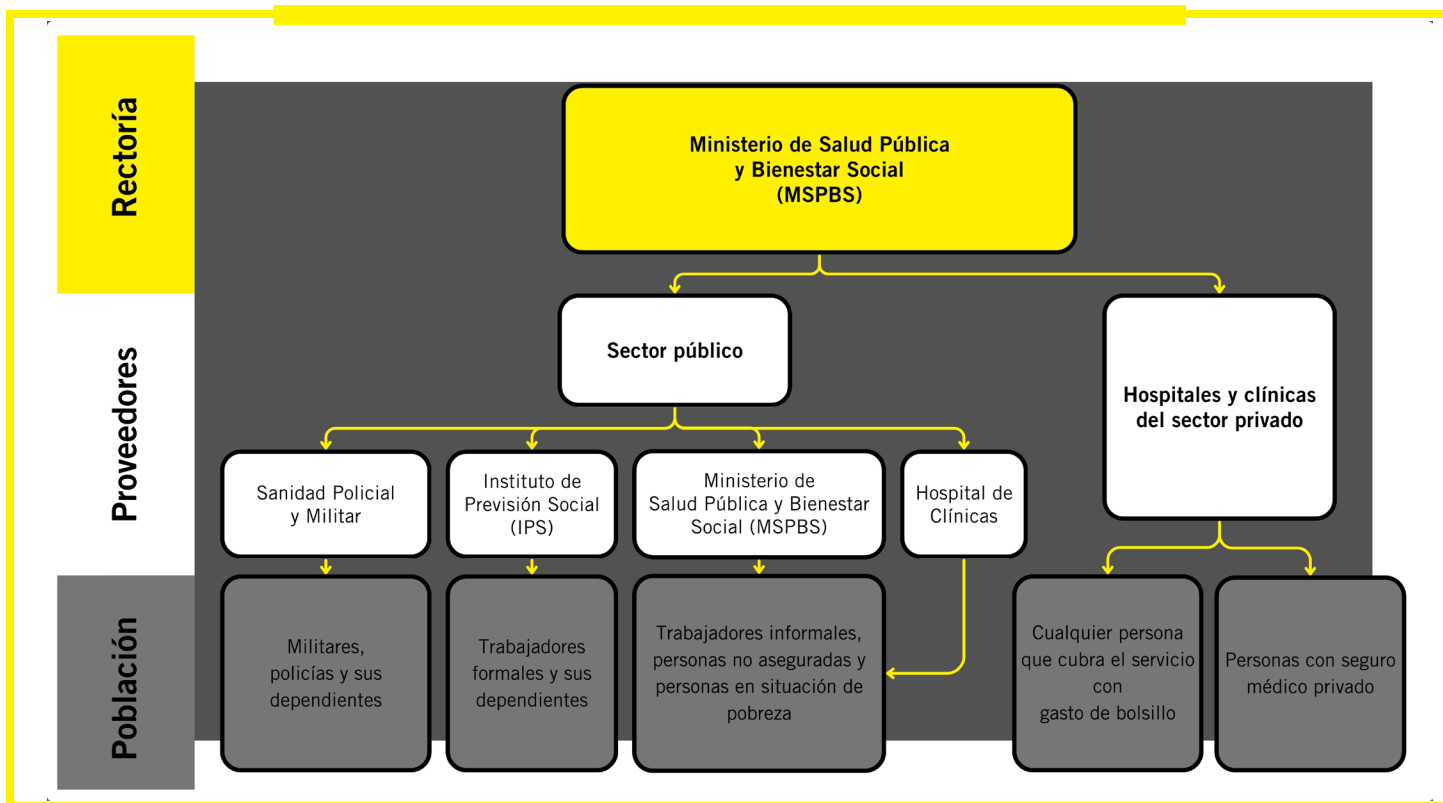 Rectoría
Ministerio de Salud Pública
y Bienestar Social
(MSPBS)
Proveedores
Sector público
Hospitales y clínicas
del sector privado
Sanidad Policial
y Militar
Instituto de
Previsión Social
(IPS)
Ministerio de
Salud Pública y Bienestar
Social (MSPBS)
Hospital de
Clínicas
Población
Militares,
policías y sus
dependientes
Trabajadores
formales y sus
dependientes
Trabajadores informales,
personas no aseguradas y
personas en situación de
pobreza
Cualquier persona
que cubra el servicio
con
gasto de bolsillo
Personas con seguro
médico privado